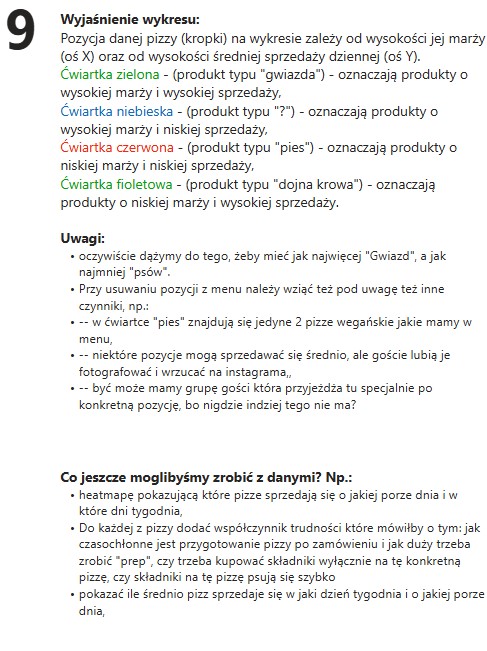 9
Wyjaśnienie wykresu:
Pozycja danej pizzy (kropki) na wykresie zależy od wysokości jej marży
(oś X) oraz od wysokości średniej sprzedaży dziennej (oś Y).
Ćwiartka zielona - (produkt typu "gwiazda") - oznaczają produkty o
wysokiej marży i wysokiej sprzedaży,
Ćwiartka niebieska - (produkt typu "?") - oznaczają produkty o
wysokiej marży i niskiej sprzedaży,
Ćwiartka czerwona - (produkt typu "pies") - oznaczają produkty o
niskiej marży i niskiej sprzedaży,
Ćwiartka fioletowa - (produkt typu "dojna krowa") - oznaczają
produkty o niskiej marży i wysokiej sprzedaży.
Uwagi:
• oczywiście dążymy do tego, żeby mieć jak najwięcej "Gwiazd", a jak
najmniej "psów".
• Przy usuwaniu pozycji z menu należy wziąć też pod uwagę też inne
czynniki, np.:
• -- w ćwiartce "pies" znajdują się jedyne 2 pizze wegańskie jakie mamy w
menu,
• -- niektóre pozycje mogą sprzedawać się średnio, ale goście lubią je
fotografować i wrzucać na instagrama,,
• -- być może mamy grupę gości która przyjeżdża tu specjalnie po
konkretną pozycję, bo nigdzie indziej tego nie ma?
Co jeszcze moglibyśmy zrobić z danymi? Np.:
• heatmapę pokazującą które pizze sprzedają się o jakiej porze dnia i w
które dni tygodnia,
• Do każdej z pizzy dodać współczynnik trudności które mówiłby o tym: jak
czasochłonne jest przygotowanie pizzy po zamówieniu i jak duży trzeba
zrobić "prep", czy trzeba kupować składniki wyłącznie na tę konkretną
pizzę, czy składniki na tę pizzę psują się szybko
• pokazać ile średnio pizz sprzedaje się w jaki dzień tygodnia i o jakiej porze
dnia,